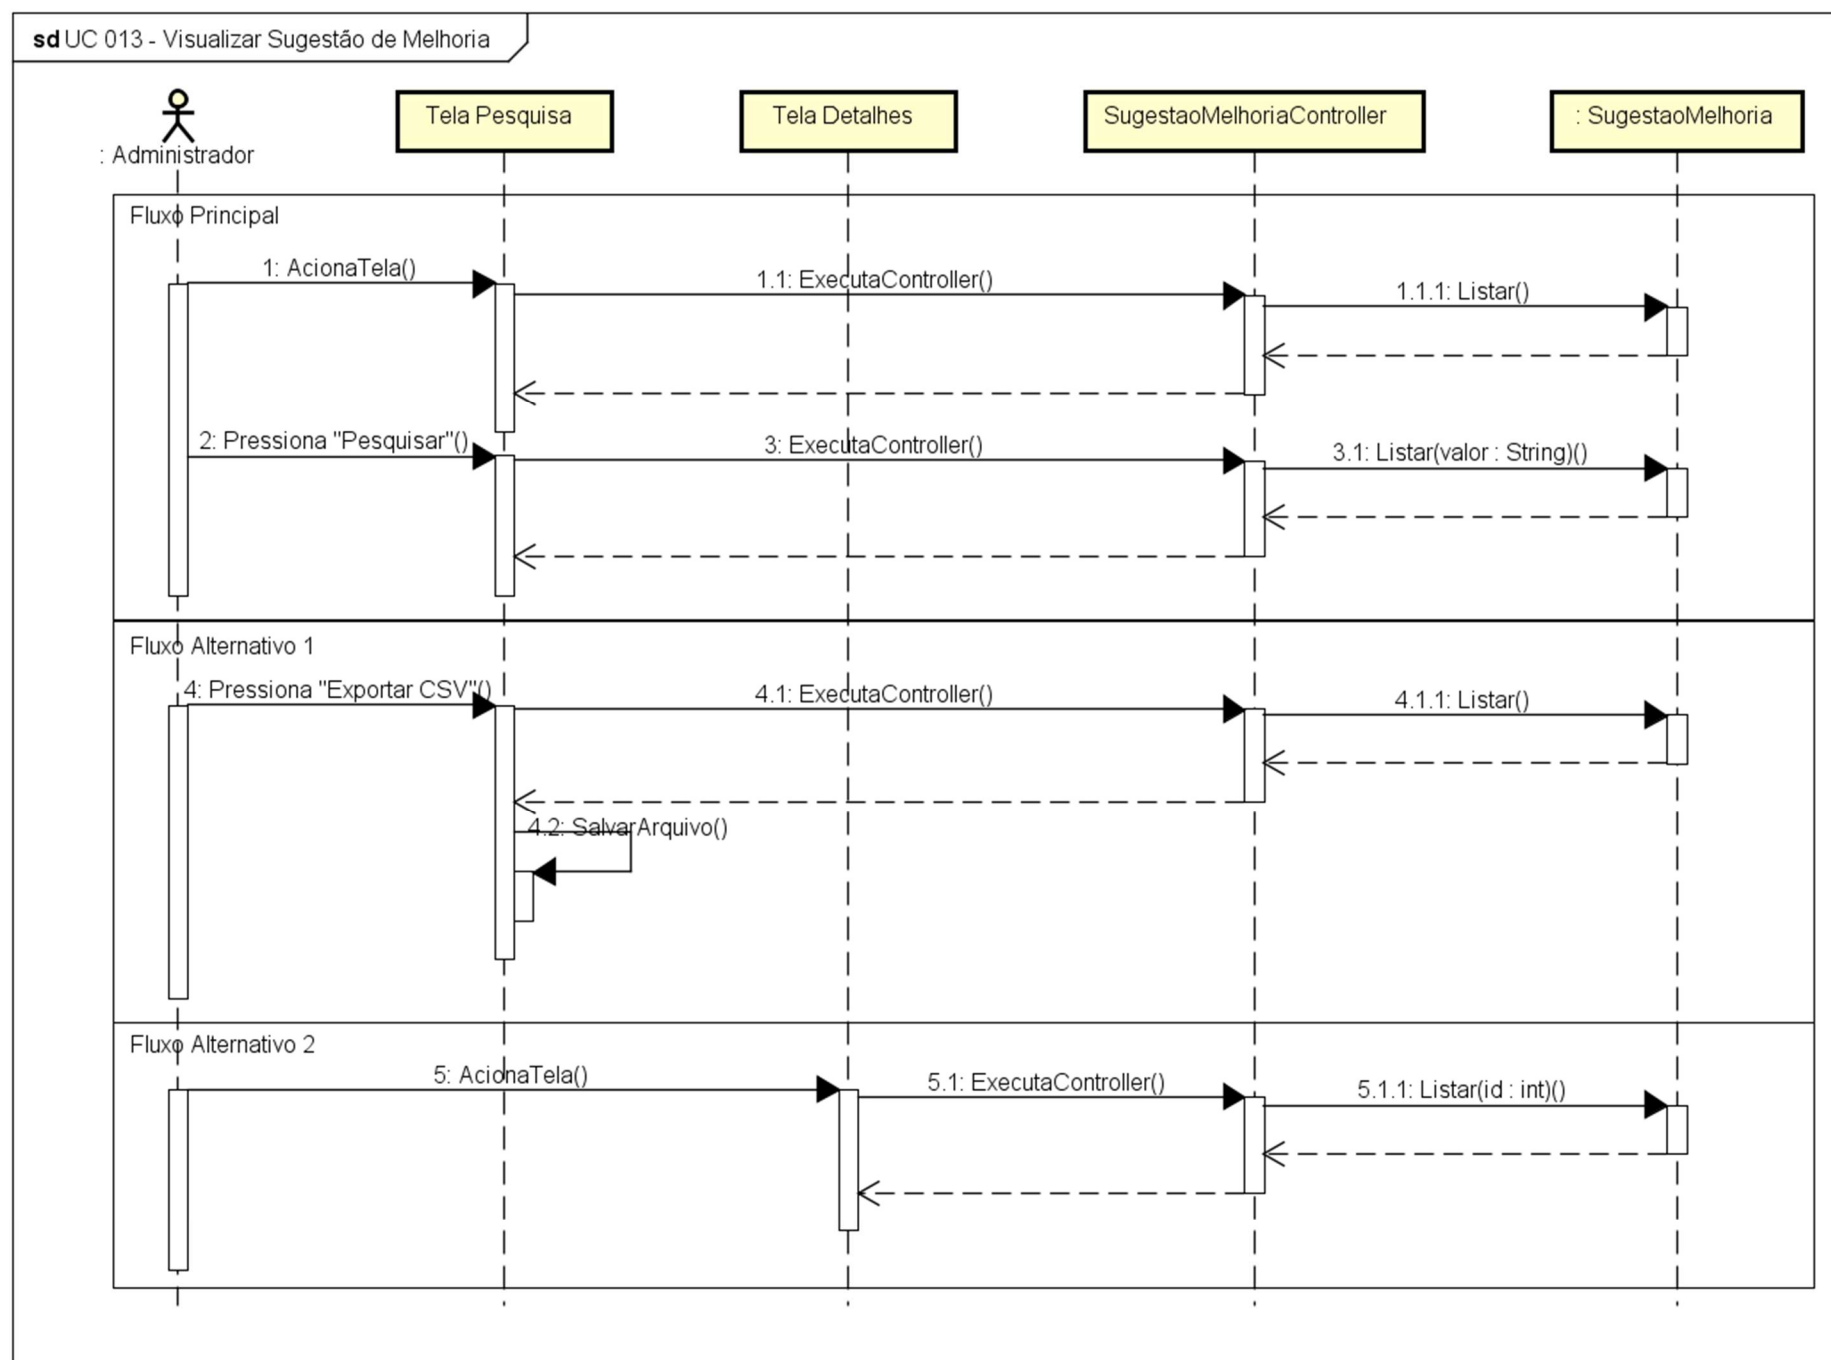 sd UC 013 - Visualizar Sugestão de Melhoria
: Administrador
Tela Pesquisa
Tela Detalhes
SugestaoMelhoriaController
: SugestaoMelhoria
Fluxo Principal
1: AcionaTela()
1.1: ExecutaController()
1.1.1: Listar()
2: Pressiona "Pesquisar"()
3: ExecutaController()
3.1: Listar(valor : String)()
Fluxo Alternativo 1
4: Pressiona "Exportar CSV"()
4.1: ExecutaController()
4.1.1: Listar()
4.2: SalvarArquivo()
Fluxo Alternativo 2
5: AcionaTela()
5.1: ExecutaController()
5.1.1: Listar(id : int)()